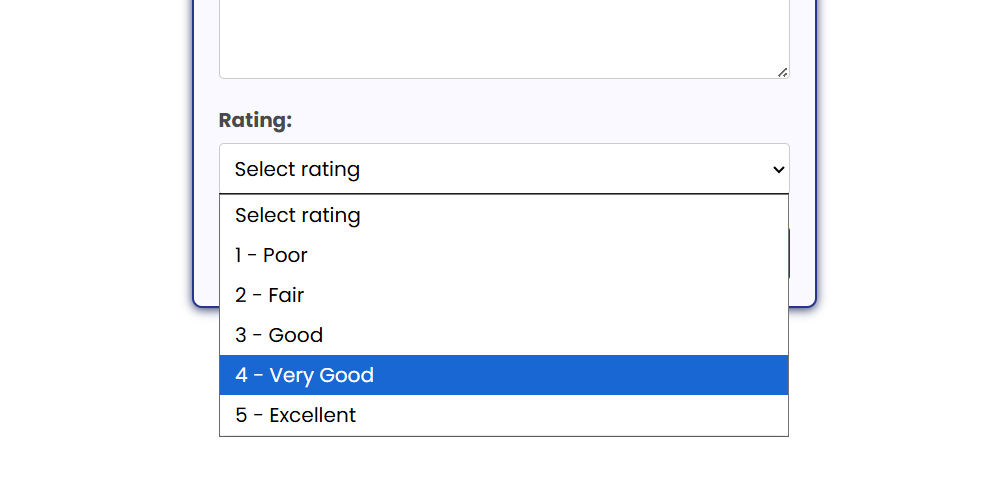 Rating:
Select rating
Select rating
1 - Poor
2 - Fair
3 - Good
4 - Very Good
5 - Excellent